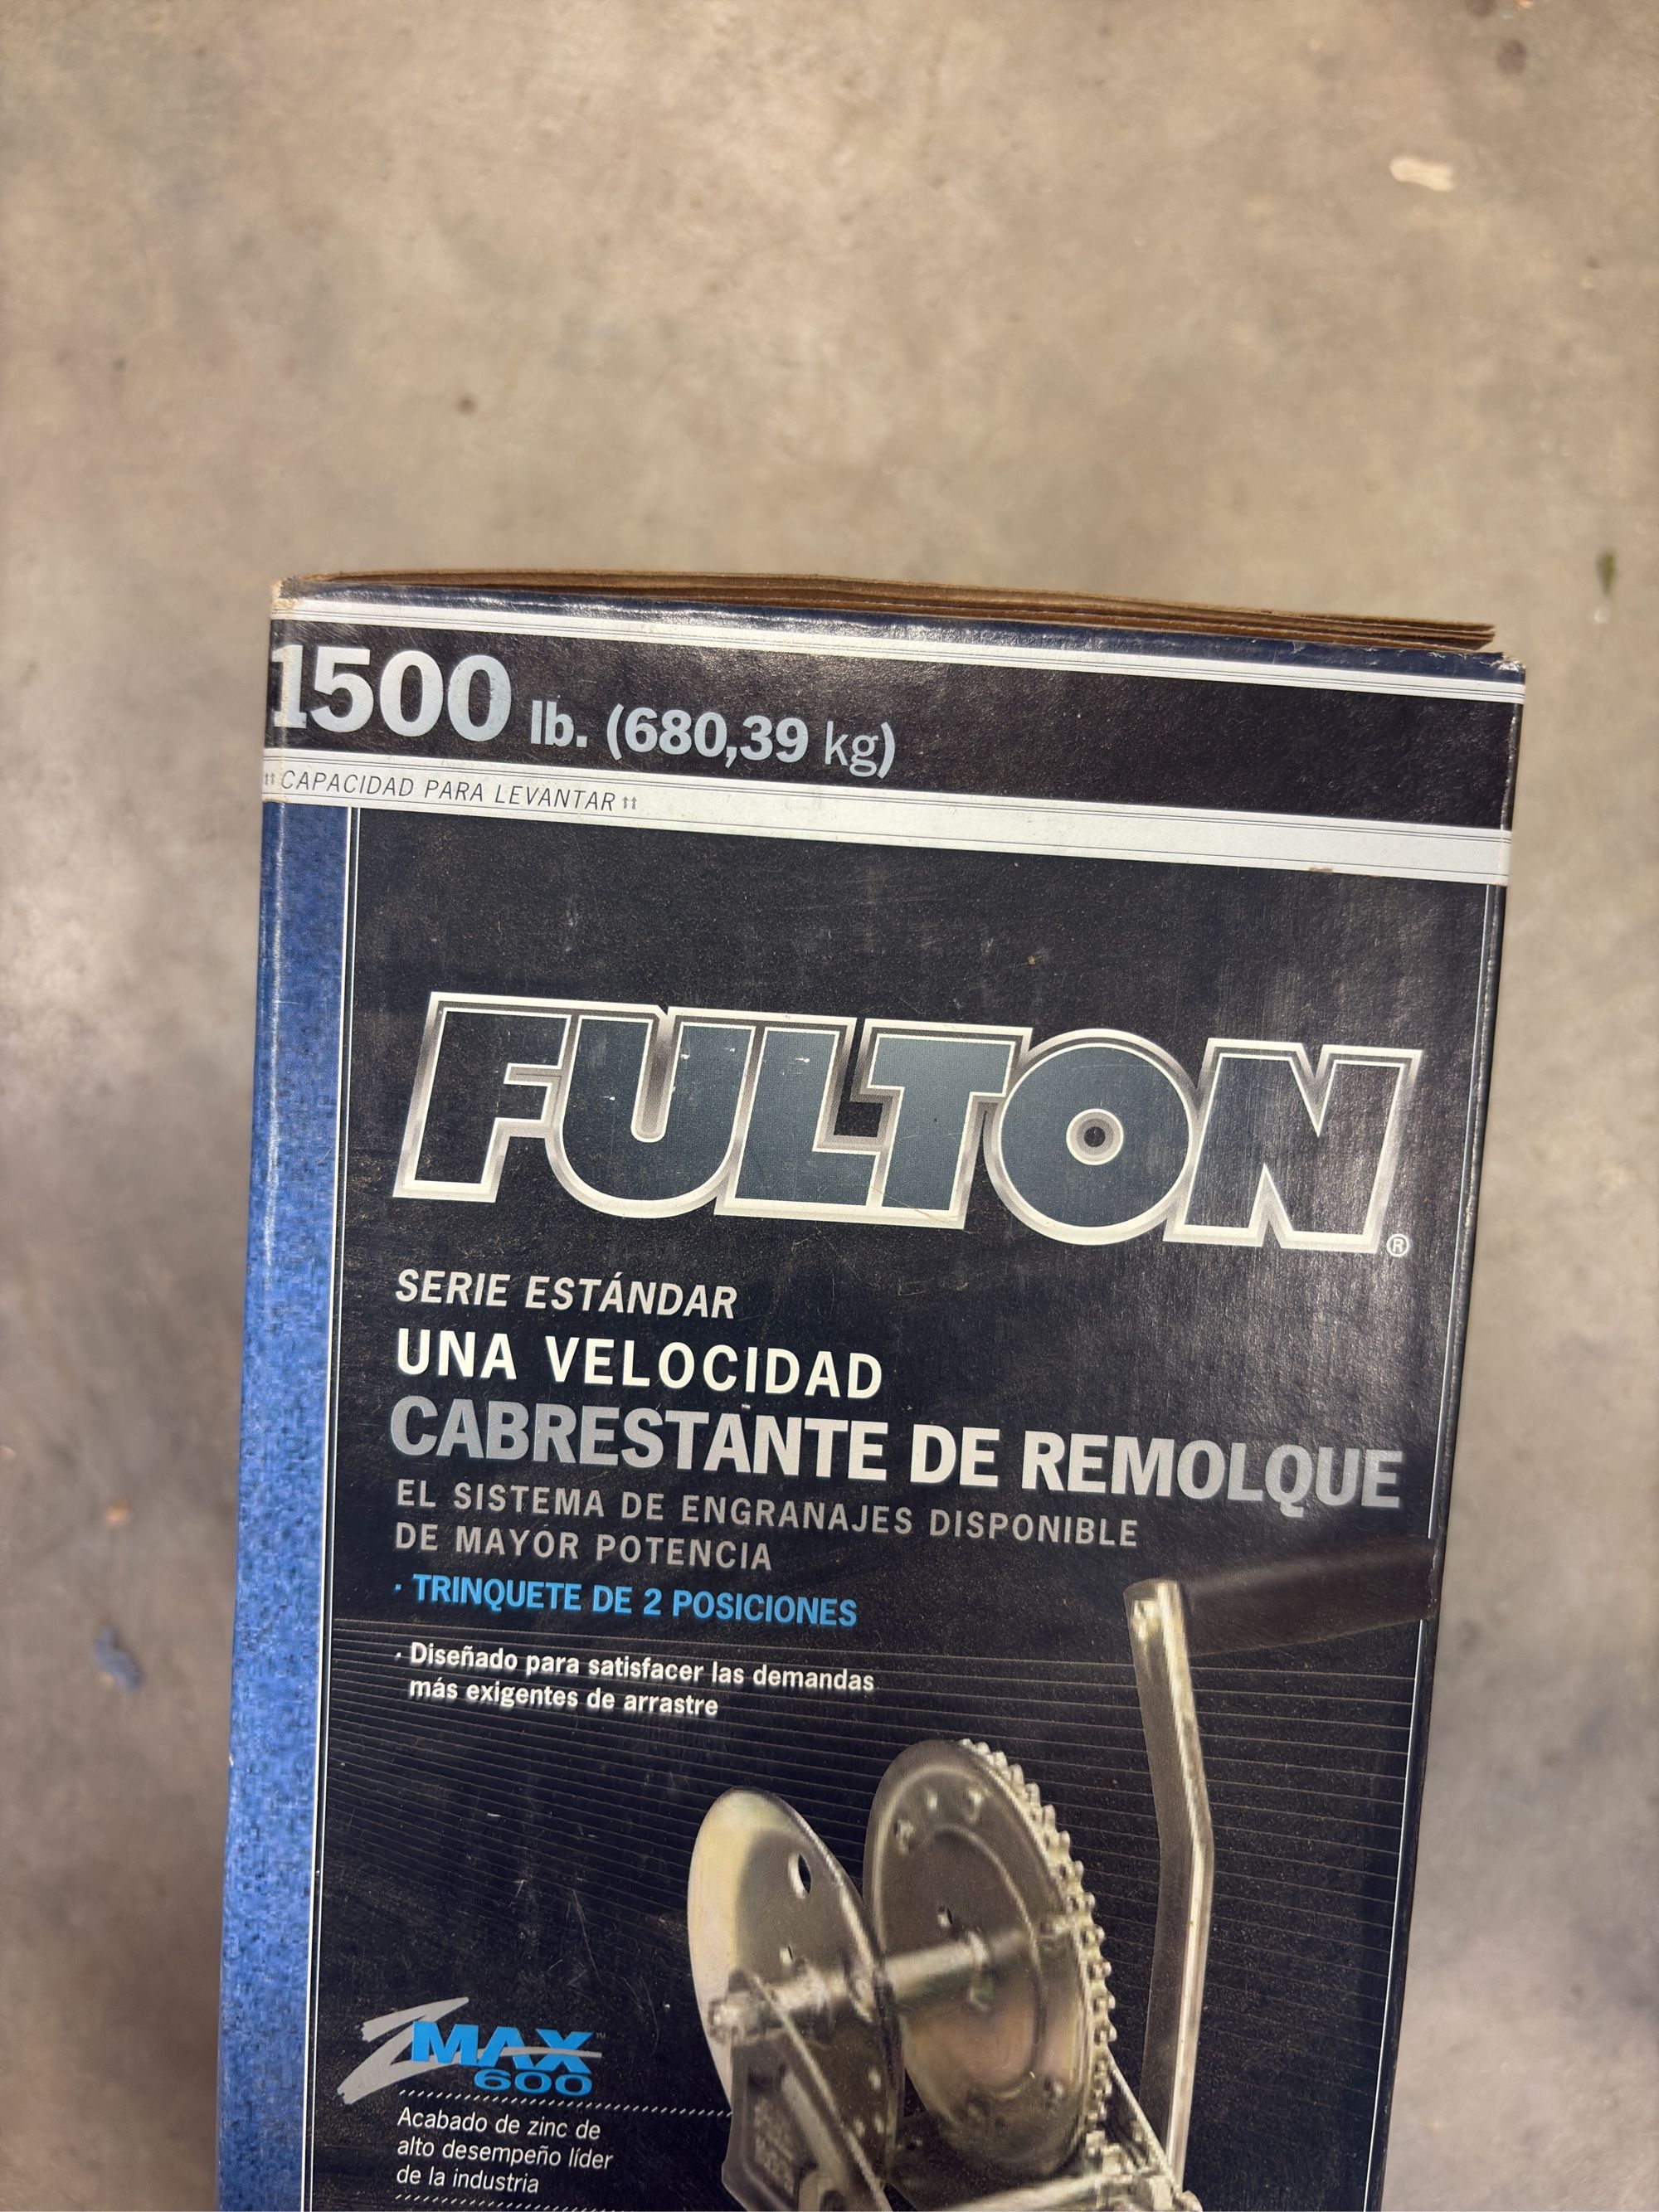 1500 lb. (680,39 kg)
CAPACIDAD PARA LEVANTAR
FULTON®
SERIE ESTÁNDAR
UNA VELOCIDAD
CABRESTANTE DE REMOLQUE
EL SISTEMA DE ENGRANAJES DISPONIBLE
DE MAYOR POTENCIA
· TRINQUETE DE 2 POSICIONES
· Diseñado para satisfacer las demandas
más exigentes de arrastre
ZMAX™
600
Acabado de zinc de
alto desempeño líder
de la industria